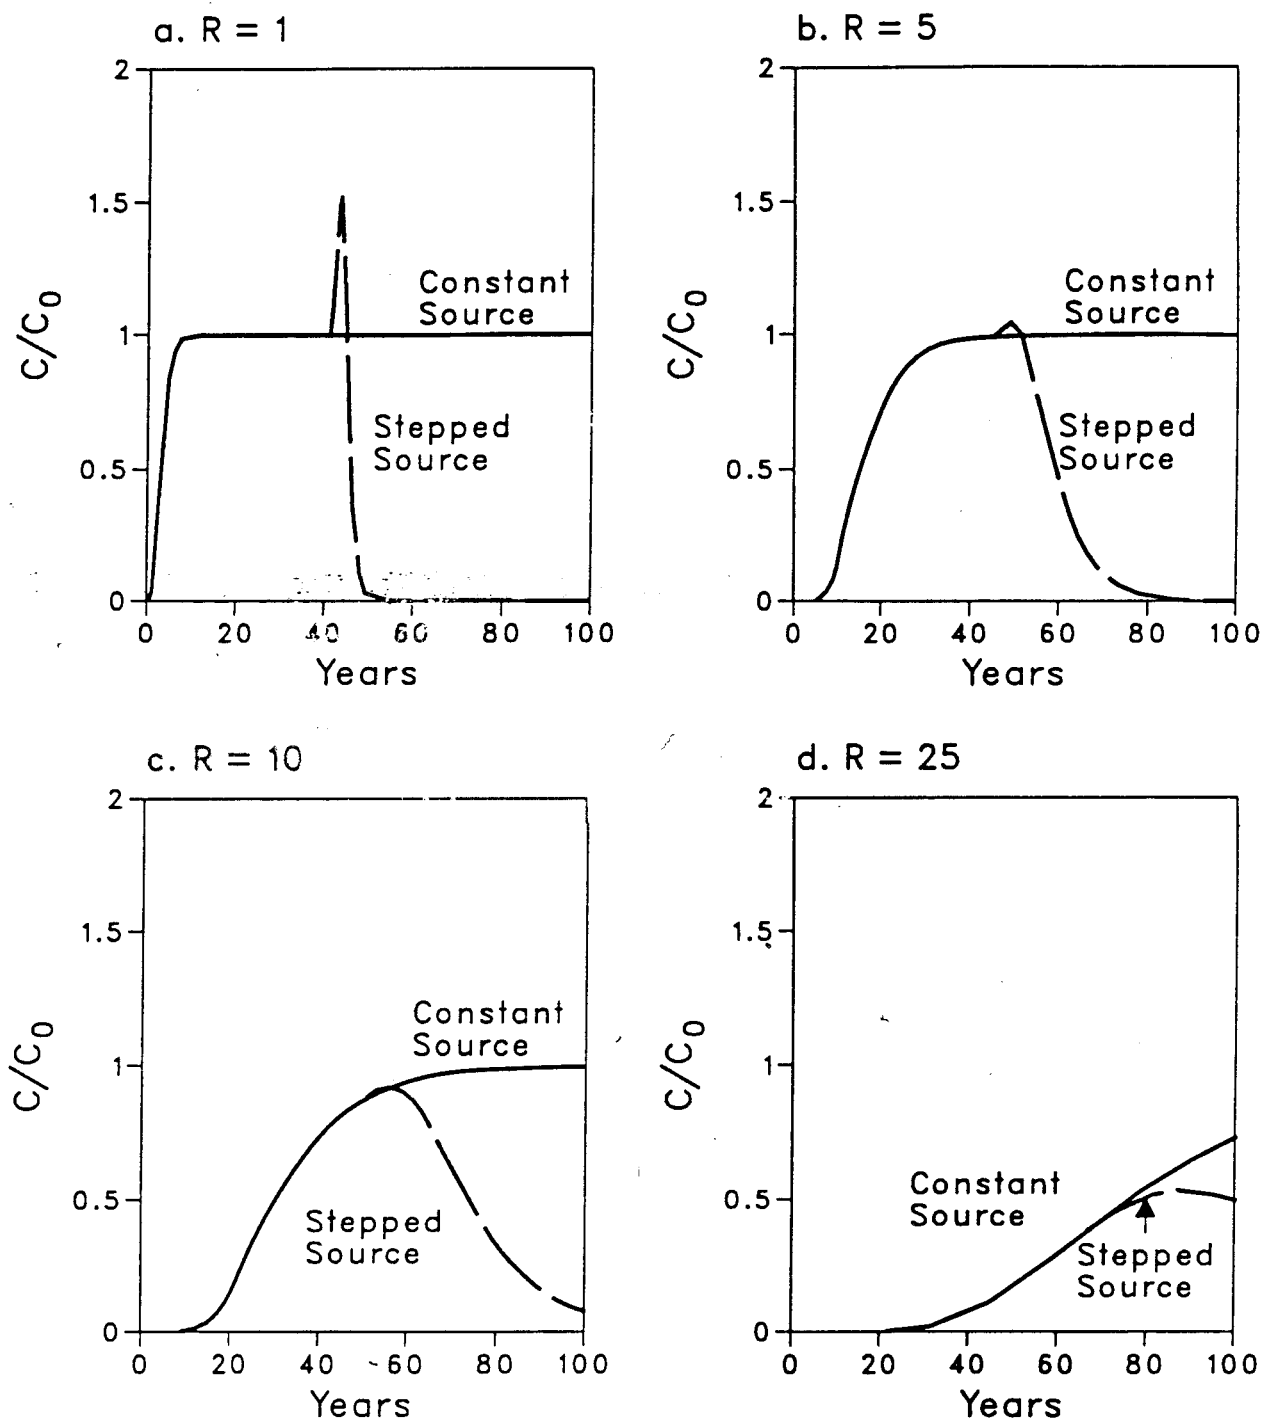 a. R = 1
2
1.5
1
0.5
0
C/C0
Constant
Source
Stepped
Source
0 20 40 60 80 100
Years
b. R = 5
2
1.5
1
0.5
0
C/C0
Constant
Source
Stepped
Source
0 20 40 60 80 100
Years
c. R = 10
2
1.5
1
0.5
0
C/C0
Constant
Source
Stepped
Source
0 20 40 60 80 100
Years
d. R = 25
2
1.5
1
0.5
0
C/C0
Constant
Source
Stepped
Source
0 20 40 60 80 100
Years